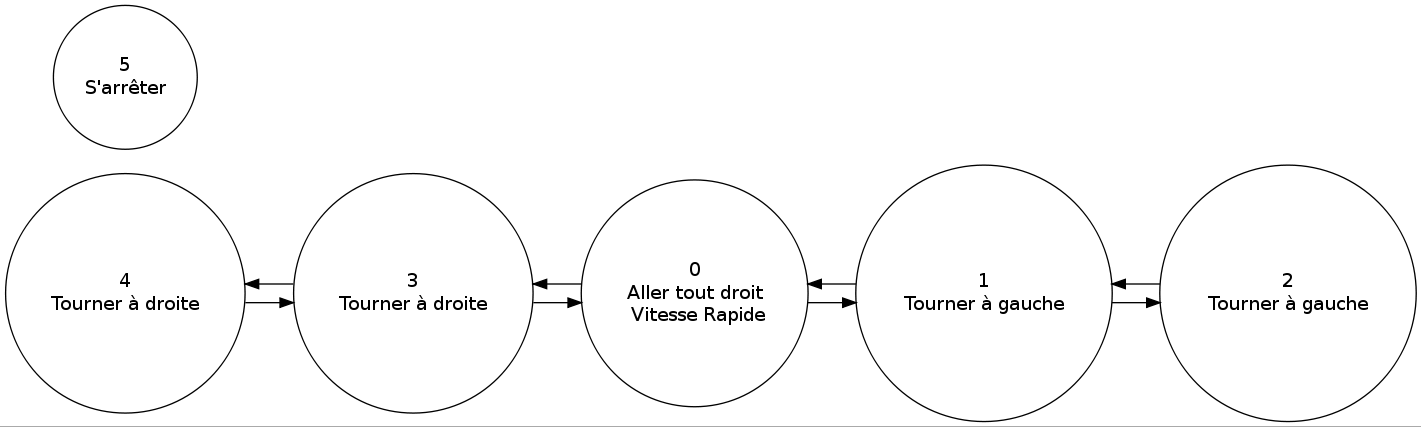 5
S'arrêter
4
Tourner à droite
3
Tourner à droite
0
Aller tout droit
Vitesse Rapide
1
Tourner à gauche
2
Tourner à gauche